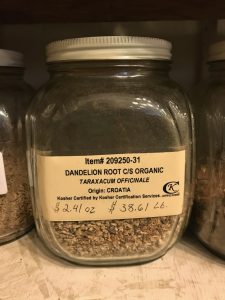 Item# 209250-31
DANDELION ROOT C/S ORGANIC
TARAXACUM OFFICINALE
Origin: CROATIA
Kosher Certified by Kosher Certification Services.
$2.41 oz $38.61 Lb.